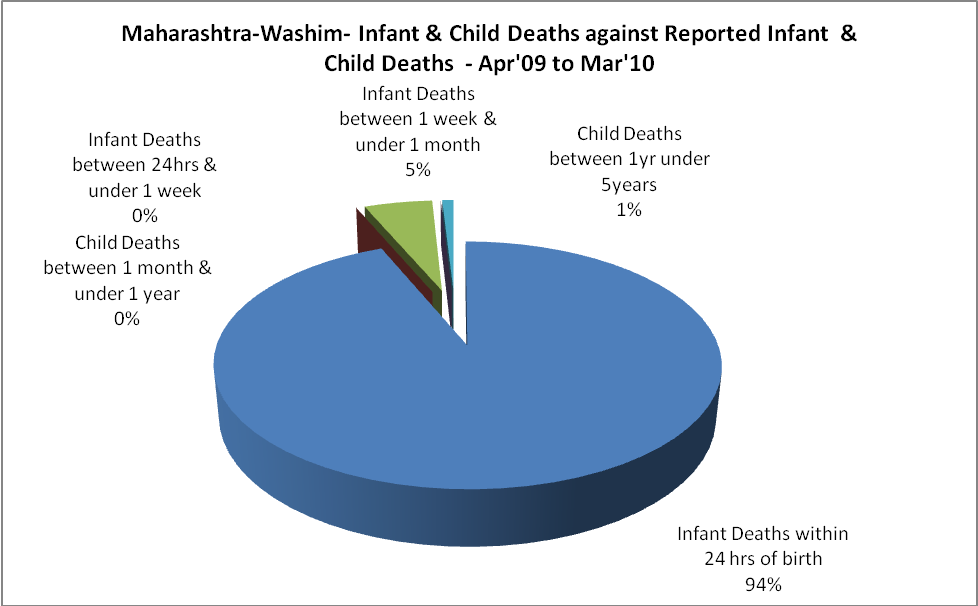 Maharashtra-Washim- Infant & Child Deaths against Reported Infant &
Child Deaths - Apr'09 to Mar'10
Infant Deaths
between 1 week &
under 1 month
5%
Child Deaths
between 1yr under
5years
1%
Infant Deaths
between 24hrs &
under 1 week
0%
Child Deaths
between 1 month &
under 1 year
0%
Infant Deaths within
24 hrs of birth
94%